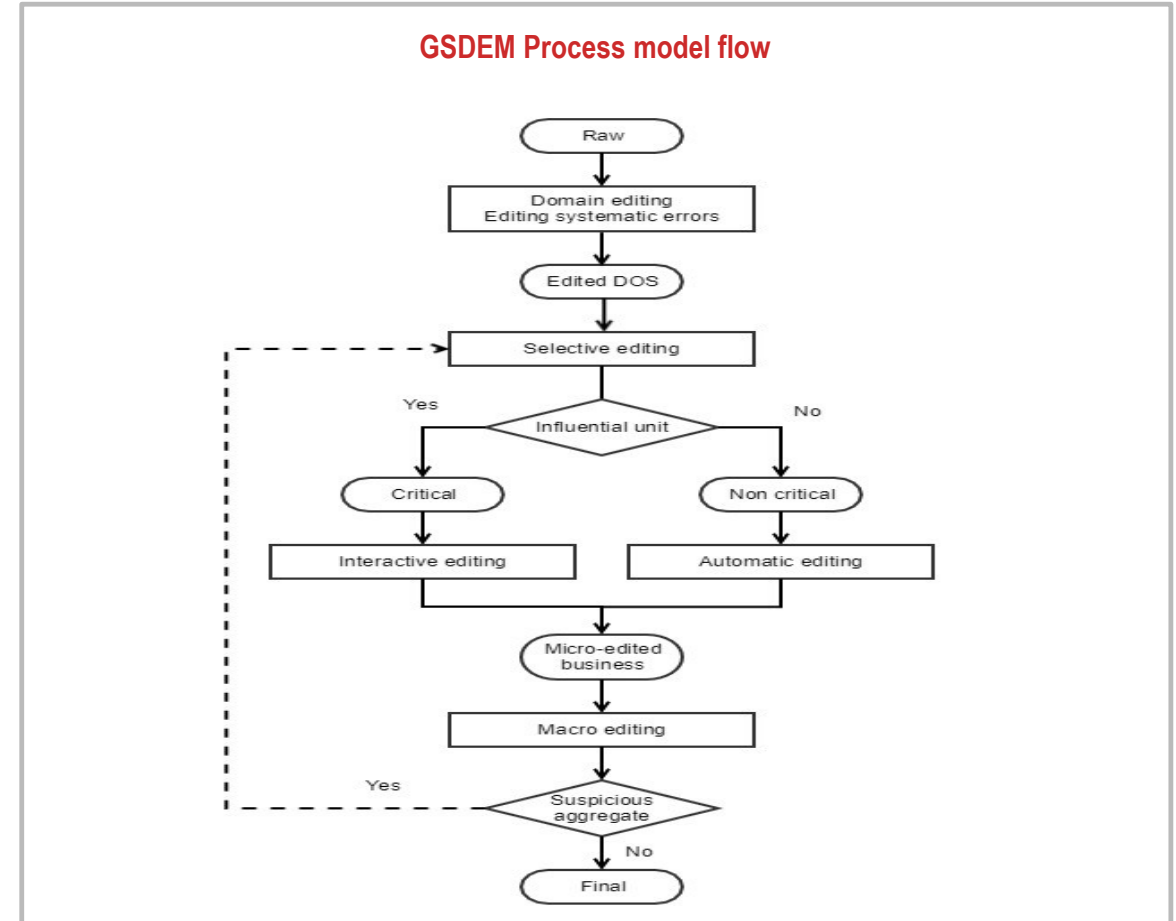 GSDEM Process model flow
Raw
Domain editing
Editing systematic errors
Edited DOS
Selective editing
Yes
No
Influential unit
Critical
Non critical
Interactive editing
Automatic editing
Micro-edited
business
Macro editing
Yes
Suspicious
aggregate
No
Final